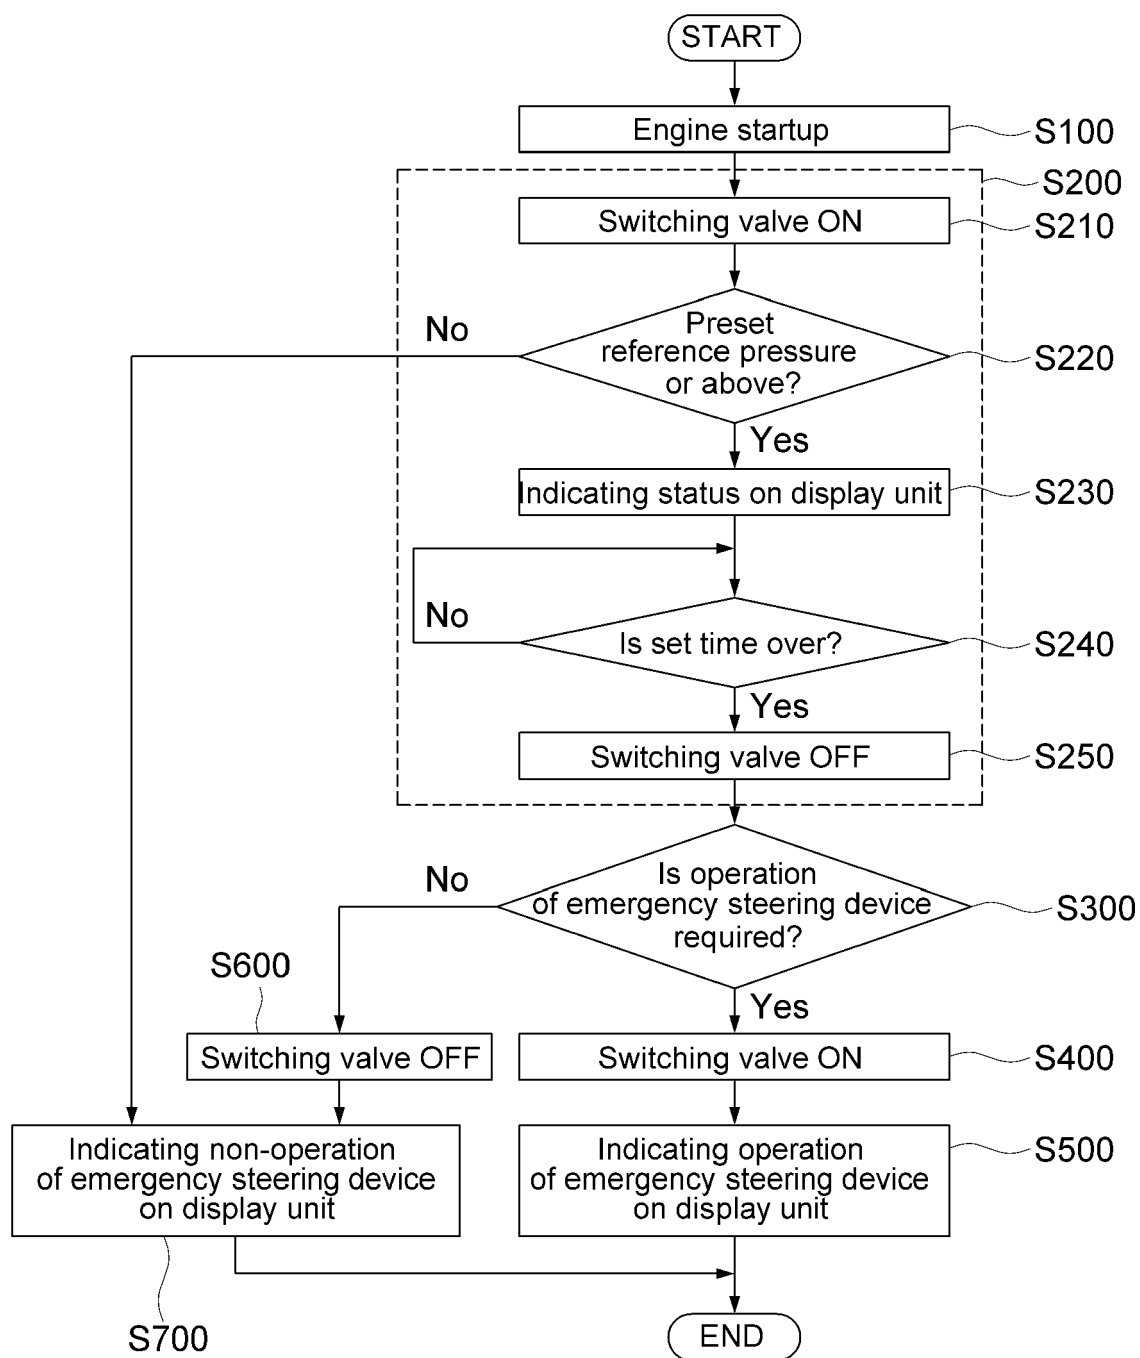 START
Engine startup
S100
S200
Switching valve ON
S210
No
Preset
reference pressure
or above?
S220
Yes
Indicating status on display unit
S230
No
Is set time over?
S240
Yes
Switching valve OFF
S250
No
Is operation
of emergency steering device
required?
S300
S600
Yes
Switching valve OFF
Switching valve ON
S400
Indicating non-operation
of emergency steering device
on display unit
Indicating operation
of emergency steering device
on display unit
S500
S700
END